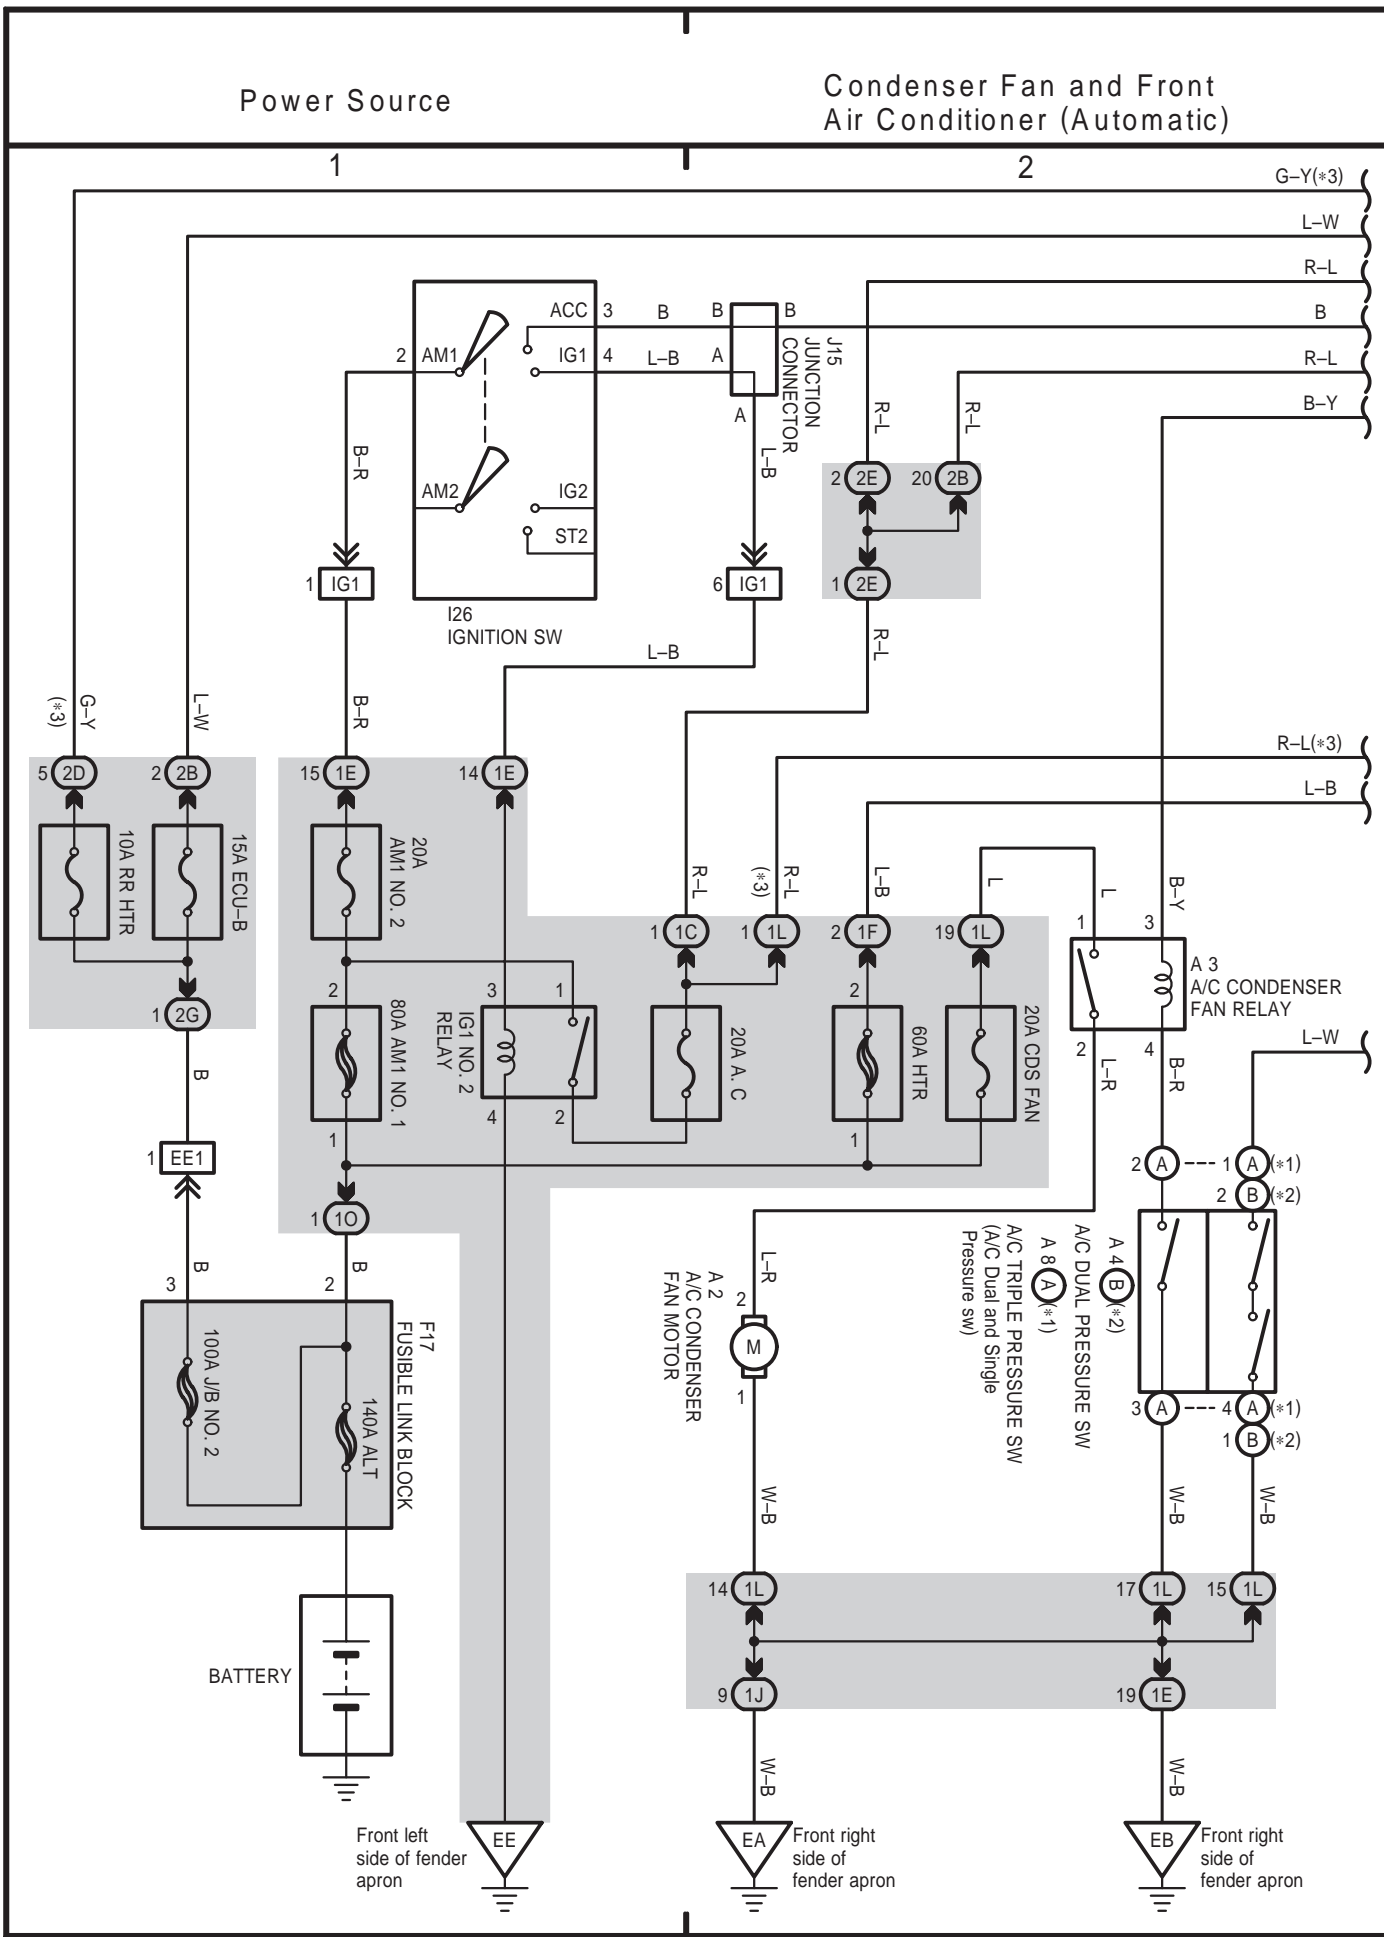 Power Source
Condenser Fan and Front
Air Conditioner (Automatic)
1
2
G–Y(*3)
L–W
R–L
B
R–L
B–Y
ACC 3 B B B
2 AM1 IG1 4 L–B A
A
J15
JUNCTION
CONNECTOR
B–R
L–B
R–L
R–L
AM2 IG2
ST2
2 2E 20 2B
1 IG1
6 IG1
1 2E
I26
IGNITION SW
L–B
R–L
G–Y
(*3)
L–W
B–R
R–L(*3)
L–B
5 2D 2 2B 15 1E 14 1E
10A RR HTR
15A ECU–B
20A
AM1 NO. 2
R–L
R–L
(*3)
L–B
L
L
B–Y
1 1C 1 1L 2 1F 19 1L
1 3
A 3
A/C CONDENSER
FAN RELAY
2 4
2 3 1 2
1 2G
80A AM1 NO. 1
IG1 NO. 2
RELAY
20A A. C
60A HTR
20A CDS FAN
L–R
B–R
L–W
B
1 4 2 1
1 EE1
2 A 1 A (*1)
2 B (*2)
1 1O
B
B
3 2
F17
FUSIBLE LINK BLOCK
100A J/B NO. 2
140A ALT
L–R
2
M
1
A 2
A/C CONDENSER
FAN MOTOR
A 4 B (*2)
A/C DUAL PRESSURE SW
A 8 A (*1)
A/C TRIPLE PRESSURE SW
(A/C Dual and Single
Pressure sw)
3 A 4 A (*1)
1 B (*2)
W–B
W–B
W–B
14 1L 17 1L 15 1L
BATTERY
9 1J 19 1E
W–B
W–B
Front left
side of fender
apron
EE
EA
Front right
side of
fender apron
EB
Front right
side of
fender apron